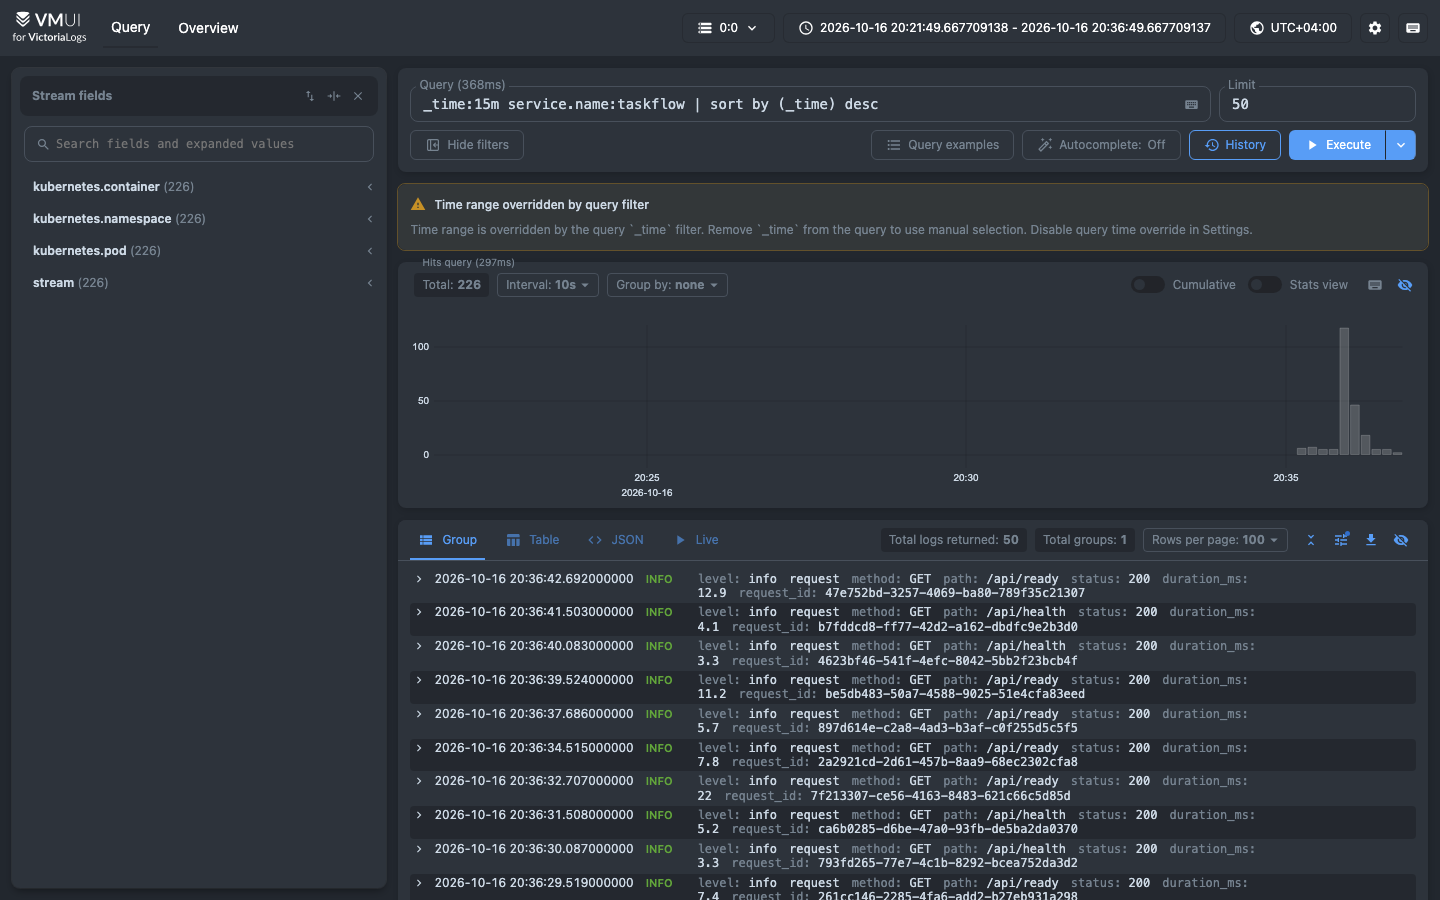 VMUI
for VictoriaLogs
Query
Overview
0:0
2026-10-16 20:21:49.667709138 - 2026-10-16 20:36:49.667709137
UTC+04:00
Stream fields
Search fields and expanded values
kubernetes.container (226)
kubernetes.namespace (226)
kubernetes.pod (226)
stream (226)
Query (368ms)
_time:15m service.name:taskflow | sort by (_time) desc
Limit
50
Hide filters
Query examples
Autocomplete: Off
History
Execute
Time range overridden by query filter
Time range is overridden by the query `_time` filter. Remove `_time` from the query to use manual selection. Disable query time override in Settings.
Hits query (297ms)
Total: 226
Interval: 10s
Group by: none
Cumulative
Stats view
100
50
0
20:25
2026-10-16
20:30
20:35
Group
Table
JSON
Live
Total logs returned: 50
Total groups: 1
Rows per page: 100
2026-10-16 20:36:42.692000000 INFO level: info request method: GET path: /api/ready status: 200 duration_ms:
12.9 request_id: 47e752bd-3257-4069-ba80-789f35c21307
2026-10-16 20:36:41.503000000 INFO level: info request method: GET path: /api/health status: 200 duration_ms:
4.1 request_id: b7fddcd8-ff77-42d2-a162-dbdfc9e2b3d0
2026-10-16 20:36:40.083000000 INFO level: info request method: GET path: /api/health status: 200 duration_ms:
3.3 request_id: 4623bf46-541f-4efc-8042-5bb2f23bcb4f
2026-10-16 20:36:39.524000000 INFO level: info request method: GET path: /api/ready status: 200 duration_ms:
11.2 request_id: be5db483-50a7-4588-9025-51e4cfa83eed
2026-10-16 20:36:37.686000000 INFO level: info request method: GET path: /api/ready status: 200 duration_ms:
5.7 request_id: 897d614e-c2a8-4ad3-b3af-c0f255d5c5f5
2026-10-16 20:36:34.515000000 INFO level: info request method: GET path: /api/ready status: 200 duration_ms:
7.8 request_id: 2a2921cd-2d61-457b-8aa9-68ec2302cfa8
2026-10-16 20:36:32.707000000 INFO level: info request method: GET path: /api/ready status: 200 duration_ms:
22 request_id: 7f213307-ce56-4163-8483-621c66c5d85d
2026-10-16 20:36:31.508000000 INFO level: info request method: GET path: /api/health status: 200 duration_ms:
5.2 request_id: ca6b0285-d6be-47a0-93fb-de5ba2da0370
2026-10-16 20:36:30.087000000 INFO level: info request method: GET path: /api/health status: 200 duration_ms:
3.3 request_id: 793fd265-77e7-4c1b-8292-bcea752da3d2
2026-10-16 20:36:29.519000000 INFO level: info request method: GET path: /api/ready status: 200 duration_ms:
7.4 request_id: 261cc146-2285-4fa6-add2-b27eb931a298